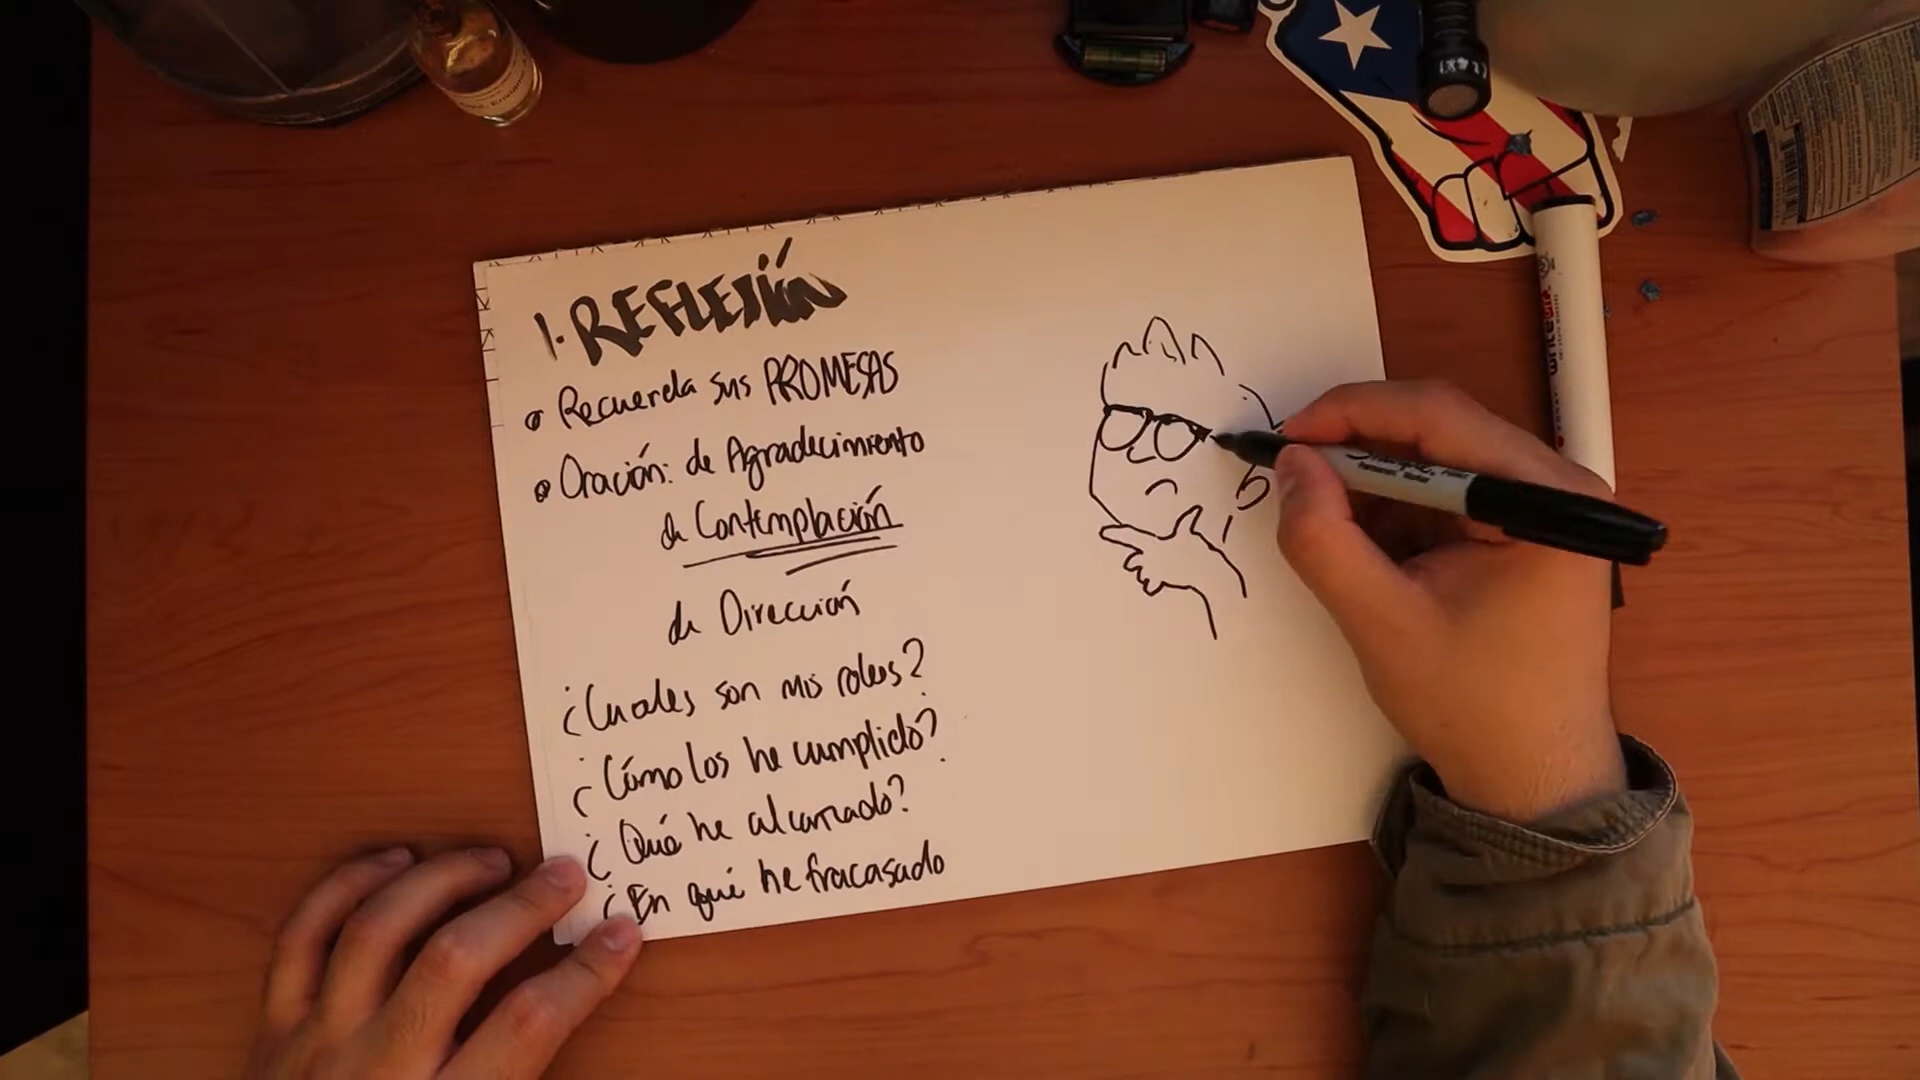 1. REFLEXIÓN
Recuerda sus PROMESAS
Oración: de Agradecimiento
de Contemplación
de Dirección
¿Cuales son mis roles?
¿Cómo los he cumplido?
¿Qué he alcanzado?
¿En qué he fracasado
Sharpie